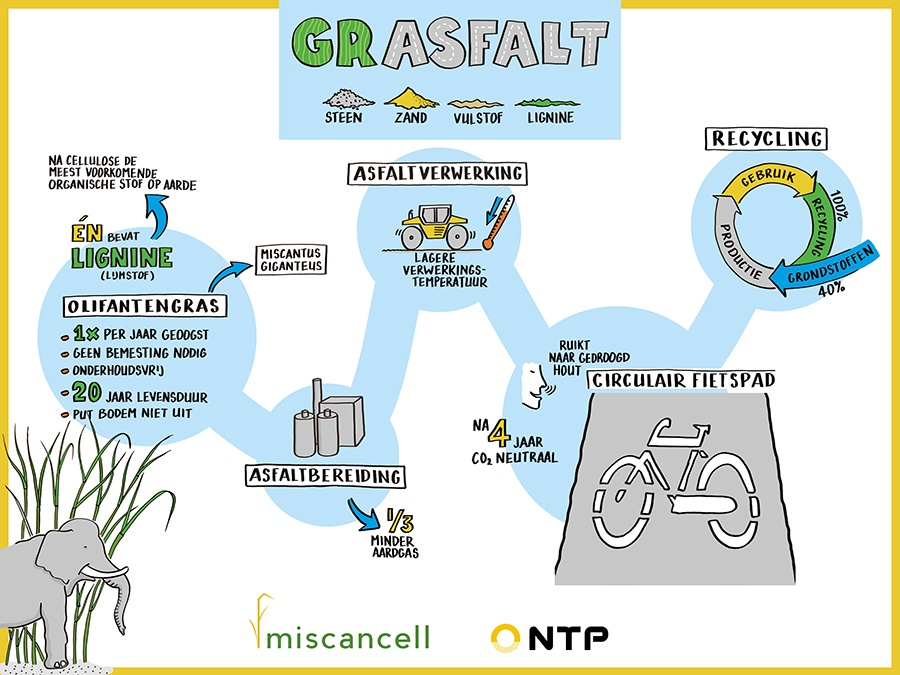 GRASFALT
STEEN
ZAND
VULSTOF
LIGNINE
NA CELLULOSE DE
MEEST VOORKOMENDE
ORGANISCHE STOF OP AARDE
ÉN BEVAT
LIGNINE
(LIJMSTOF)
MISCANTUS
GIGANTEUS
OLIFANTENGRAS
1X PER JAAR GEOOGST
GEEN BEMESTING NODIG
ONDERHOUDSVRIJ
20 JAAR LEVENSDUUR
PUT BODEM NIET UIT
ASFALTBEREIDING
1/3
MINDER
AARDGAS
ASFALTVERWERKING
LAGERE
VERWERKINGS-
TEMPERATUUR
RUIKT
NAAR GEDROOGD
HOUT
NA 4 JAAR
CO2 NEUTRAAL
CIRCULAIR FIETSPAD
RECYCLING
GEBRUIK
RECYCLING
100%
GRONDSTOFFEN
40%
PRODUCTIE
miscancell
NTP